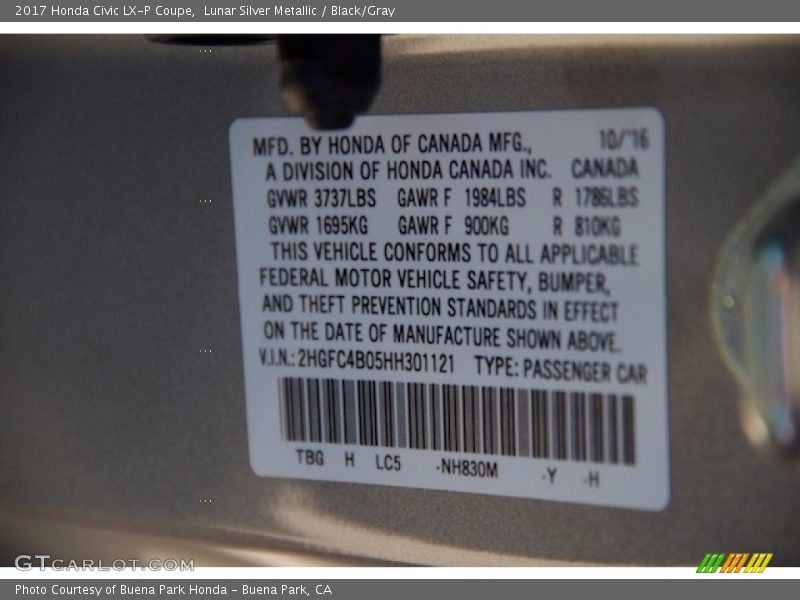 2017 Honda Civic LX-P Coupe,  Lunar Silver Metallic / Black/Gray
MFD. BY HONDA OF CANADA MFG., 10/'16
A DIVISION OF HONDA CANADA INC. CANADA
GVWR 3737LBS GAWR F 1984LBS R 1786LBS
GVWR 1695KG GAWR F 900KG R 810KG
THIS VEHICLE CONFORMS TO ALL APPLICABLE
FEDERAL MOTOR VEHICLE SAFETY, BUMPER,
AND THEFT PREVENTION STANDARDS IN EFFECT
ON THE DATE OF MANUFACTURE SHOWN ABOVE.
V.I.N.: 2HGFC4B05HH301121 TYPE: PASSENGER CAR
TBG H LC5 -NH830M -Y -H
GTCARLOT.COM
Photo Courtesy of Buena Park Honda - Buena Park, CA